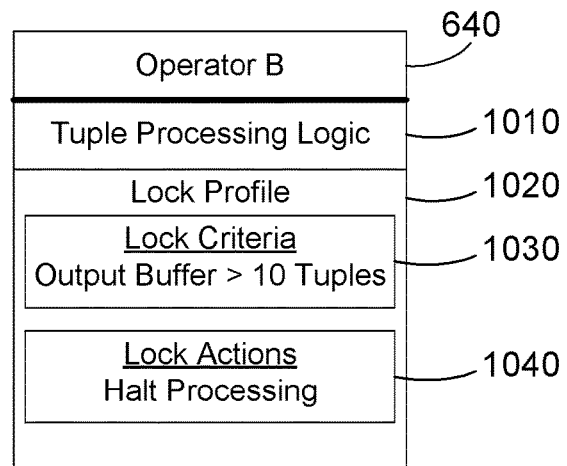 640
Operator B
Tuple Processing Logic
1010
Lock Profile
1020
Lock Criteria
Output Buffer > 10 Tuples
1030
Lock Actions
Halt Processing
1040